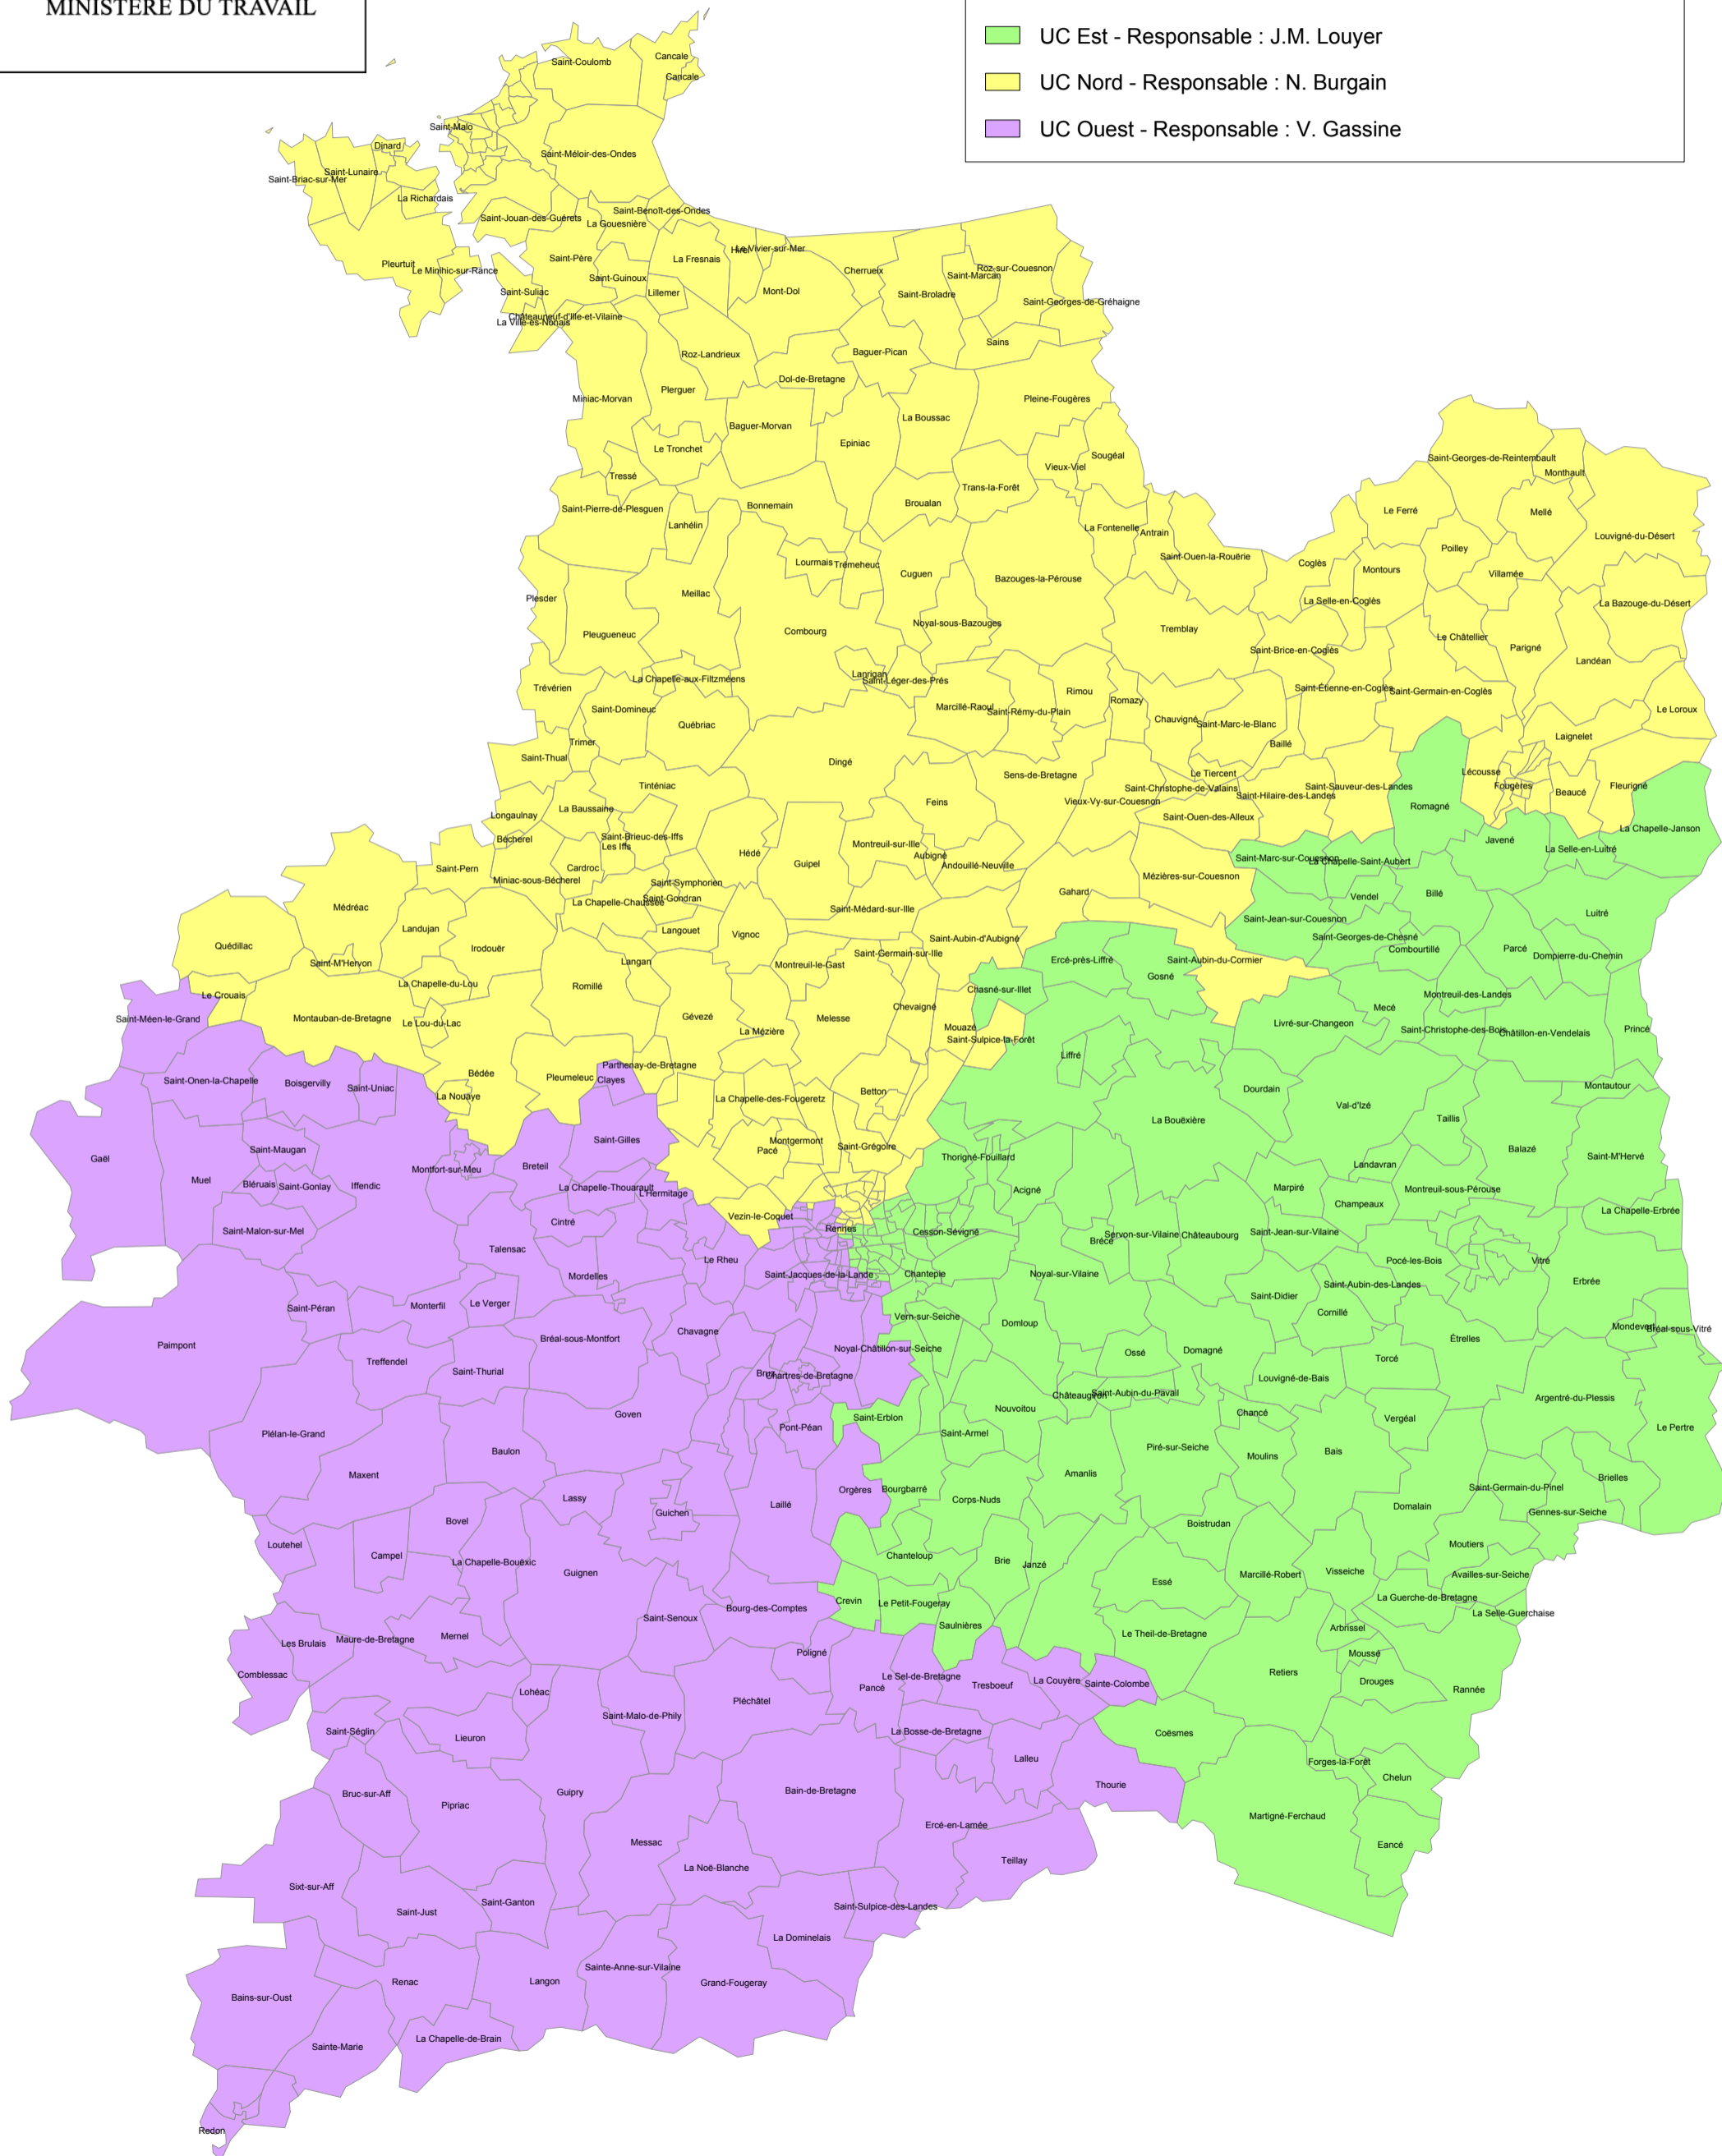 MINISTÈRE DU TRAVAIL
UC Est - Responsable : J.M. Louyer
UC Nord - Responsable : N. Burgain
UC Ouest - Responsable : V. Gassine
Saint-Coulomb
Cancale
Cancale
Saint-Malo
Dinard
Saint-Méloir-des-Ondes
Saint-Lunaire
Saint-Briac-sur-Mer
La Richardais
Saint-Jouan-des-Guérets
Saint-Benoît-des-Ondes
La Gouesnière
Pleurtuit
Le Minihic-sur-Rance
Saint-Père
La Fresnais
Hirel
Le Vivier-sur-Mer
Cherrueix
Saint-Marcan
Roz-sur-Couesnon
Saint-Suliac
Saint-Guinoux
Lillemer
Mont-Dol
Saint-Broladre
Saint-Georges-de-Gréhaigne
Châteauneuf-d'Ille-et-Vilaine
La Ville-ès-Nonais
Sains
Roz-Landrieux
Baguer-Pican
Dol-de-Bretagne
Plerguer
Miniac-Morvan
Pleine-Fougères
La Boussac
Baguer-Morvan
Epiniac
Le Tronchet
Tressé
Vieux-Viel
Sougéal
Saint-Georges-de-Reintembault
Monthault
Trans-la-Forêt
Saint-Pierre-de-Plesguen
Bonnemain
Broualan
Le Ferré
Mellé
Lanhélin
La Fontenelle
Antrain
Louvigné-du-Désert
Saint-Ouen-la-Rouërie
Poilley
Lourmais
Trémeheuc
Cuguen
Bazouges-la-Pérouse
Coglès
Montours
Villamée
Plesder
Meillac
La Selle-en-Coglès
La Bazouge-du-Désert
Pleugueneuc
Combourg
Noyal-sous-Bazouges
Tremblay
Le Châtellier
Parigné
Saint-Brice-en-Coglès
Landéan
Lanrigan
Saint-Léger-des-Prés
La Chapelle-aux-Filtzméens
Trévérien
Saint-Étienne-en-Coglès
Saint-Germain-en-Coglès
Rimou
Romazy
Marcillé-Raoul
Saint-Rémy-du-Plain
Saint-Domineuc
Québriac
Chauvigné
Saint-Marc-le-Blanc
Le Loroux
Laignelet
Trimer
Baillé
Saint-Thual
Dingé
Sens-de-Bretagne
Le Tiercent
Lécousse
Tinténiac
Saint-Christophe-de-Valains
Saint-Hilaire-des-Landes
Saint-Sauveur-des-Landes
Fougères
Beaucé
Fleurigné
Feins
Vieux-Vy-sur-Couesnon
Romagné
La Baussaine
Longaulnay
Saint-Ouen-des-Alleux
La Chapelle-Janson
Bécherel
Saint-Brieuc-des-Iffs
Les Iffs
Montreuil-sur-Ille
Javené
La Selle-en-Luitré
Hédé
Guipel
Aubigné
Andouillé-Neuville
Saint-Marc-sur-Couesnon
La Chapelle-Saint-Aubert
Saint-Pern
Cardroc
Miniac-sous-Bécherel
Saint-Symphorien
Saint-Gondran
La Chapelle-Chaussée
Mézières-sur-Couesnon
Gahard
Vendel
Billé
Médréac
Saint-Médard-sur-Ille
Luitré
Landujan
Langouet
Vignoc
Saint-Jean-sur-Couesnon
Saint-Georges-de-Chesné
Combourtillé
Parcé
Dompierre-du-Chemin
Quédillac
Irodouër
Saint-Aubin-d'Aubigné
Saint-Germain-sur-Ille
Ercé-près-Liffré
Saint-Aubin-du-Cormier
Gosné
Saint-M'Hervon
Langan
Montreuil-le-Gast
La Chapelle-du-Lou
Romillé
Le Crouais
Chasné-sur-Illet
Montreuil-des-Landes
Chevaigné
Mecé
Saint-Méen-le-Grand
Montauban-de-Bretagne
Le Lou-du-Lac
Gévezé
La Mézière
Melesse
Mouazé
Saint-Sulpice-la-Forêt
Livré-sur-Changeon
Saint-Christophe-des-Bois
Châtillon-en-Vendelais
Princé
Liffré
Parthenay-de-Bretagne
Bédée
Pleumeleuc
Clayes
Saint-Onen-la-Chapelle
Boisgervilly
Saint-Uniac
La Nouaye
La Chapelle-des-Fougeretz
Betton
Dourdain
Val-d'Izé
Montautour
La Bouëxière
Taillis
Saint-Gilles
Montgermont
Pacé
Saint-Grégoire
Saint-Maugan
Gaël
Muel
Bléruais
Saint-Gonlay
Iffendic
Montfort-sur-Meu
Breteil
Thorigné-Fouillard
Landavran
Balazé
Saint-M'Hervé
La Chapelle-Thouarault
L'Hermitage
Acigné
Marpiré
Champeaux
Montreuil-sous-Pérouse
La Chapelle-Erbrée
Saint-Malon-sur-Mel
Cintré
Vezin-le-Coquet
Rennes
Cesson-Sévigné
Brécé
Servon-sur-Vilaine
Châteaubourg
Saint-Jean-sur-Vilaine
Talensac
Le Rheu
Mordelles
Saint-Jacques-de-la-Lande
Chantepie
Noyal-sur-Vilaine
Pocé-les-Bois
Vitré
Erbrée
Saint-Aubin-des-Landes
Saint-Péran
Monterfil
Le Verger
Saint-Didier
Cornillé
Vern-sur-Seiche
Domloup
Paimpont
Bréal-sous-Montfort
Chavagne
Mondevert
Bréal-sous-Vitré
Étrelles
Noyal-Châtillon-sur-Seiche
Ossé
Domagné
Torcé
Treffendel
Saint-Thurial
Bruz
Chartres-de-Bretagne
Louvigné-de-Bais
Châteaugiron
Saint-Aubin-du-Pavail
Argentré-du-Plessis
Goven
Saint-Erblon
Nouvoitou
Chancé
Vergéal
Plélan-le-Grand
Pont-Péan
Saint-Armel
Le Pertre
Baulon
Piré-sur-Seiche
Moulins
Bais
Maxent
Amanlis
Brielles
Orgères
Bourgbarré
Saint-Germain-du-Pinel
Lassy
Guichen
Laillé
Corps-Nuds
Domalain
Gennes-sur-Seiche
Bovel
Boistrudan
Loutehel
Campel
La Chapelle-Bouëxic
Guignen
Chanteloup
Brie
Janzé
Moutiers
Visseiche
Essé
Marcillé-Robert
Availles-sur-Seiche
La Guerche-de-Bretagne
Crevin
Le Petit-Fougeray
Bourg-des-Comptes
Saint-Senoux
La Selle-Guerchaise
Saulnières
Arbrissel
Le Theil-de-Bretagne
Les Brulais
Maure-de-Bretagne
Mernel
Poligné
Moussé
Comblessac
Le Sel-de-Bretagne
La Couyère
Sainte-Colombe
Retiers
Drouges
Rannée
Pancé
Tresboeuf
Lohéac
Pléchâtel
Saint-Malo-de-Phily
Saint-Séglin
Lieuron
La Bosse-de-Bretagne
Coësmes
Lalleu
Forges-la-Forêt
Chelun
Bruc-sur-Aff
Guipry
Bain-de-Bretagne
Thourie
Pipriac
Martigné-Ferchaud
Ercé-en-Lamée
Messac
Eancé
La Noë-Blanche
Teillay
Sixt-sur-Aff
Saint-Ganton
Saint-Just
Saint-Sulpice-des-Landes
La Dominelais
Sainte-Anne-sur-Vilaine
Renac
Langon
Grand-Fougeray
Bains-sur-Oust
La Chapelle-de-Brain
Sainte-Marie
Redon